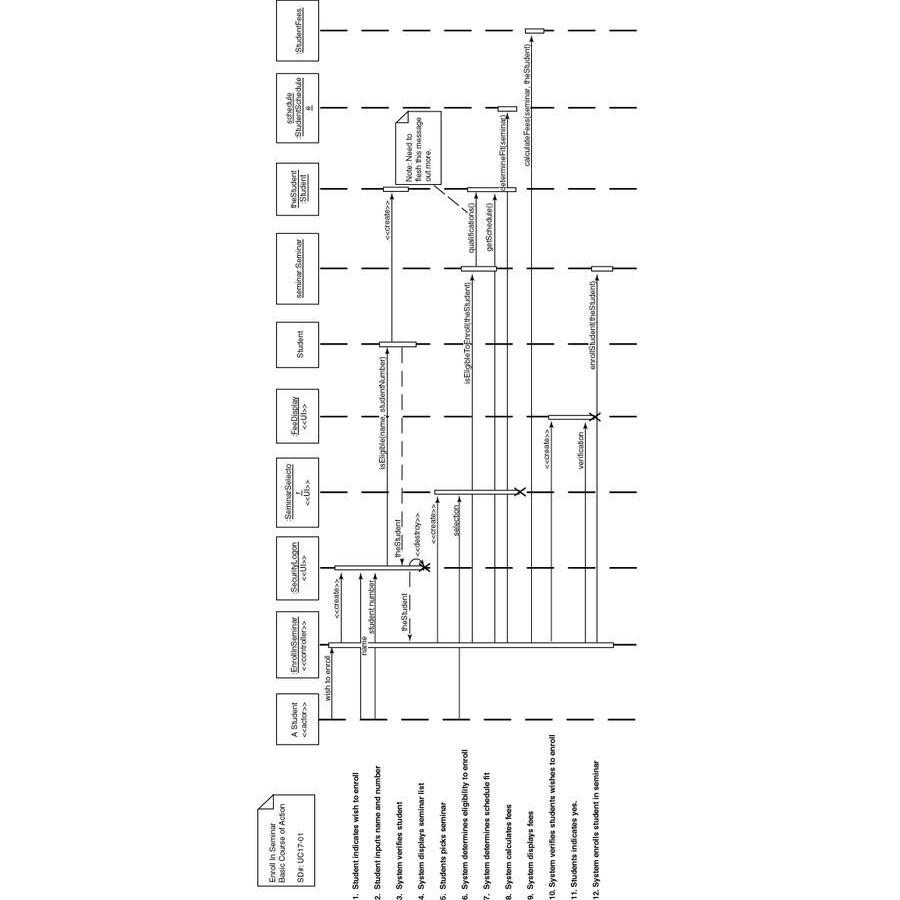 Enroll In Seminar
Basic Course of Action
SD#: UC17-01
A Student
<<actor>>
:EnrollInSeminar
<<controller>>
:SecurityLogon
<<UI>>
:SeminarSelecto
r
<<UI>>
:FeeDisplay
<<UI>>
Student
seminar:Seminar
theStudent
:Student
schedule
:StudentSchedule
e
:StudentFees
1. Student indicates wish to enroll
2. Student inputs name and number
3. System verifies student
4. System displays seminar list
5. Students picks seminar
6. System determines eligibility to enroll
7. System determines schedule fit
8. System calculates fees
9. System displays fees
10. System verifies students wishes to enroll
11. Students indicates yes.
12. System enrolls student in seminar
wish to enroll
<<create>>
name
student number
isEligible(name, studentNumber)
<<create>>
theStudent
theStudent
<<destroy>>
<<create>>
selection
isEligibleToEnroll(theStudent)
qualifications()
Note: Need to
flesh this message
out more.
getSchedule()
determineFit(seminar)
calculateFees(seminar, theStudent)
<<create>>
verification
enrollStudent(theStudent)